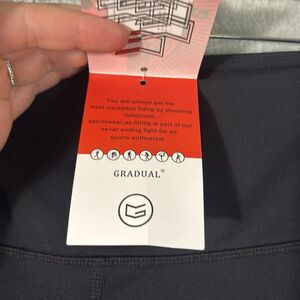 You will always get the
most incredible fitting by choosing
GRADUAL
sportswear,as fitting is part of our
never ending fight for all
sports enthusiast
GRADUAL®
G